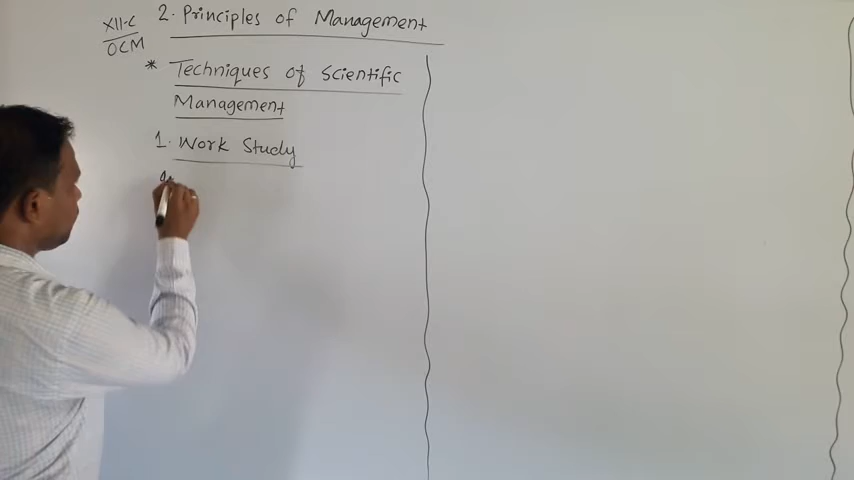 XII-C
OCM
2. Principles of Management
* Techniques of Scientific
Management
1. Work Study